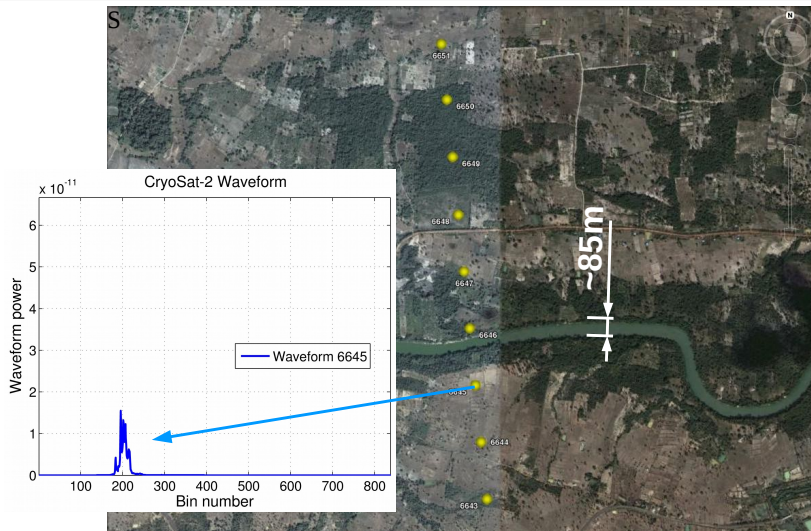 S
N
6651
6650
6649
6648
6647
6646
6645
6644
6643
~85m
CryoSat-2 Waveform
x 10-11
6
5
4
3
2
1
0
Waveform power
Waveform 6645
100 200 300 400 500 600 700 800
Bin number